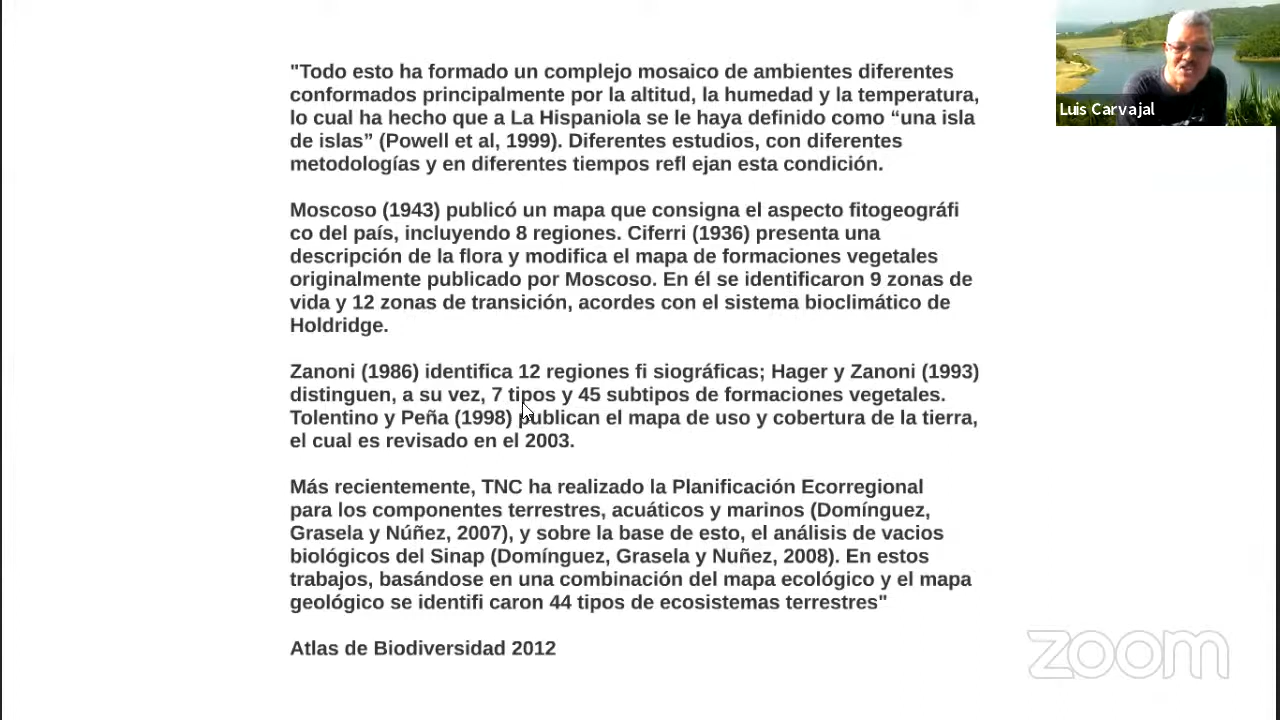 "Todo esto ha formado un complejo mosaico de ambientes diferentes
conformados principalmente por la altitud, la humedad y la temperatura,
lo cual ha hecho que a La Hispaniola se le haya definido como “una isla
de islas” (Powell et al, 1999). Diferentes estudios, con diferentes
metodologías y en diferentes tiempos refl ejan esta condición.
Moscoso (1943) publicó un mapa que consigna el aspecto fitogeográfi
co del país, incluyendo 8 regiones. Ciferri (1936) presenta una
descripción de la flora y modifica el mapa de formaciones vegetales
originalmente publicado por Moscoso. En él se identificaron 9 zonas de
vida y 12 zonas de transición, acordes con el sistema bioclimático de
Holdridge.
Zanoni (1986) identifica 12 regiones fi siográficas; Hager y Zanoni (1993)
distinguen, a su vez, 7 tipos y 45 subtipos de formaciones vegetales.
Tolentino y Peña (1998) publican el mapa de uso y cobertura de la tierra,
el cual es revisado en el 2003.
Más recientemente, TNC ha realizado la Planificación Ecorregional
para los componentes terrestres, acuáticos y marinos (Domínguez,
Grasela y Núñez, 2007), y sobre la base de esto, el análisis de vacios
biológicos del Sinap (Domínguez, Grasela y Nuñez, 2008). En estos
trabajos, basándose en una combinación del mapa ecológico y el mapa
geológico se identifi caron 44 tipos de ecosistemas terrestres"
Atlas de Biodiversidad 2012
Luis Carvajal
zoom